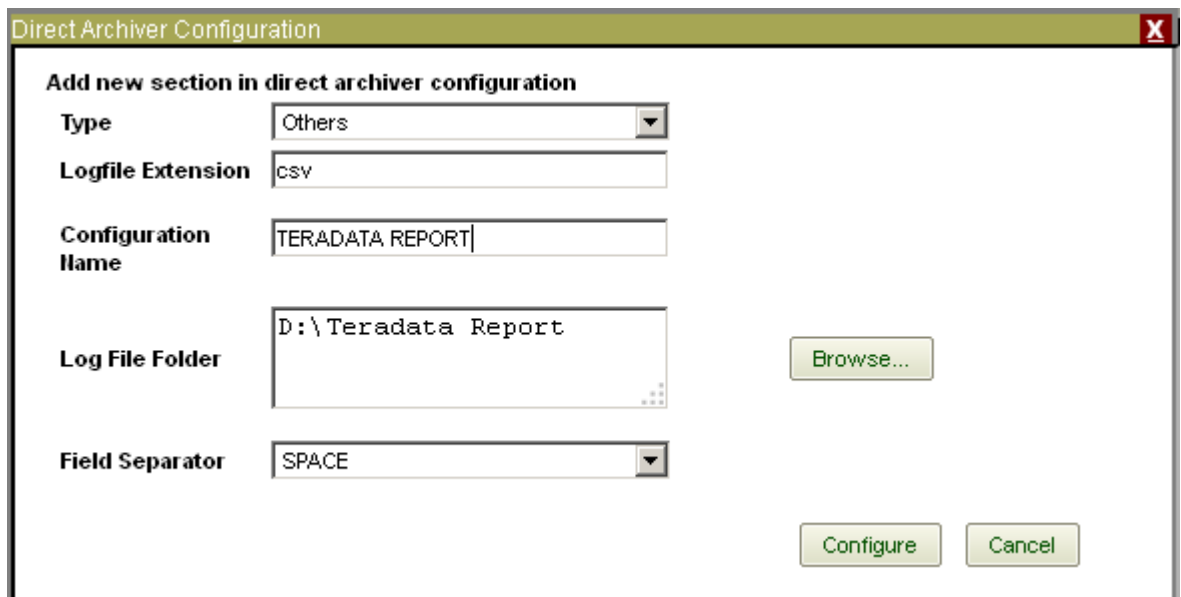 Direct Archiver Configuration X
Add new section in direct archiver configuration
Type Others
Logfile Extension csv
Configuration Name TERADATA REPORT
Log File Folder D:\Teradata Report Browse...
Field Separator SPACE
Configure Cancel